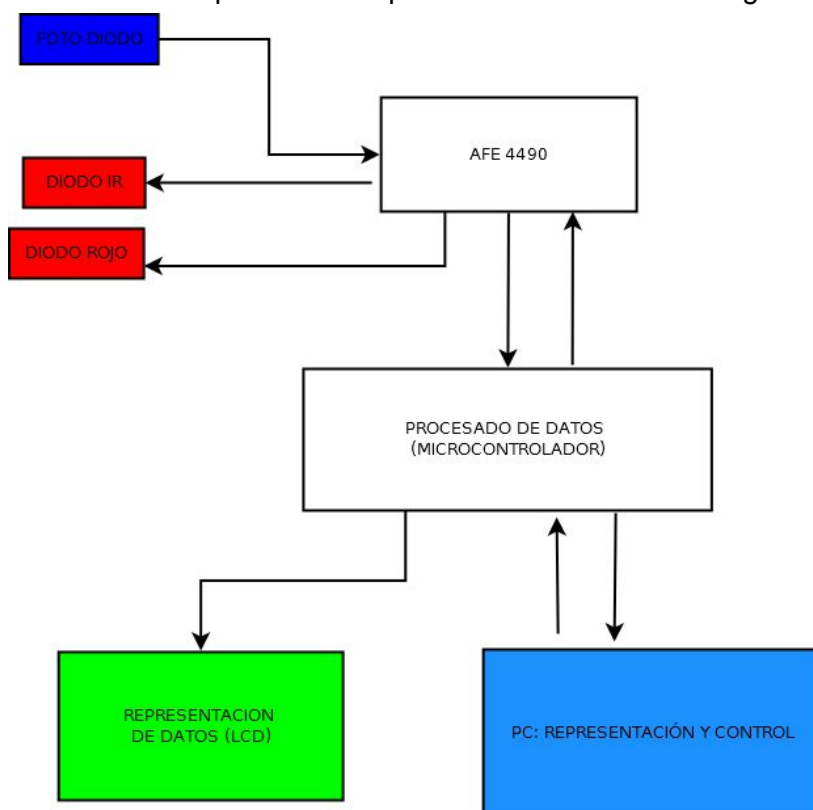 FOTO DIODO
AFE 4490
DIODO IR
DIODO ROJO
PROCESADO DE DATOS
(MICROCONTROLADOR)
REPRESENTACION
DE DATOS (LCD)
PC: REPRESENTACIÓN Y CONTROL